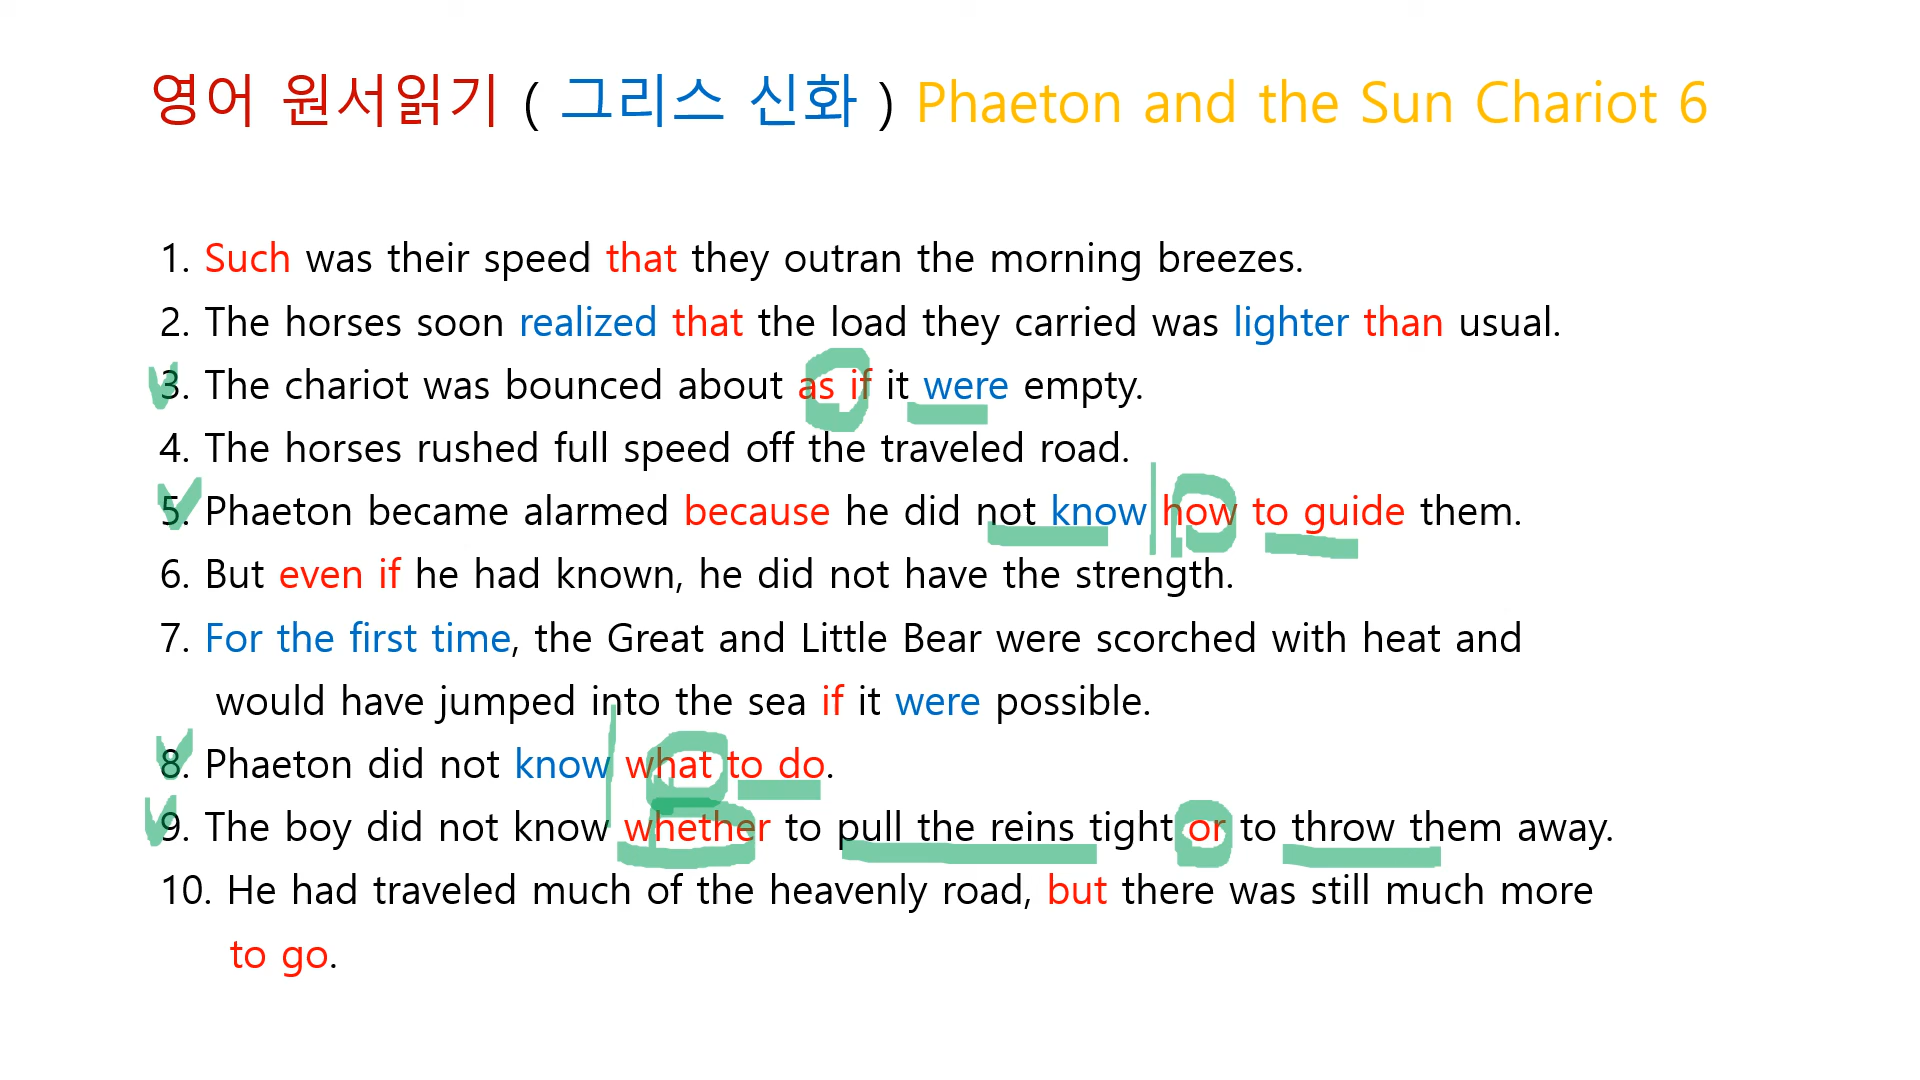 영어 원서읽기 ( 그리스 신화 ) Phaeton and the Sun Chariot 6
1. Such was their speed that they outran the morning breezes.
2. The horses soon realized that the load they carried was lighter than usual.
3. The chariot was bounced about as if it were empty.
4. The horses rushed full speed off the traveled road.
5. Phaeton became alarmed because he did not know how to guide them.
6. But even if he had known, he did not have the strength.
7. For the first time, the Great and Little Bear were scorched with heat and
would have jumped into the sea if it were possible.
8. Phaeton did not know what to do.
9. The boy did not know whether to pull the reins tight or to throw them away.
10. He had traveled much of the heavenly road, but there was still much more
to go.